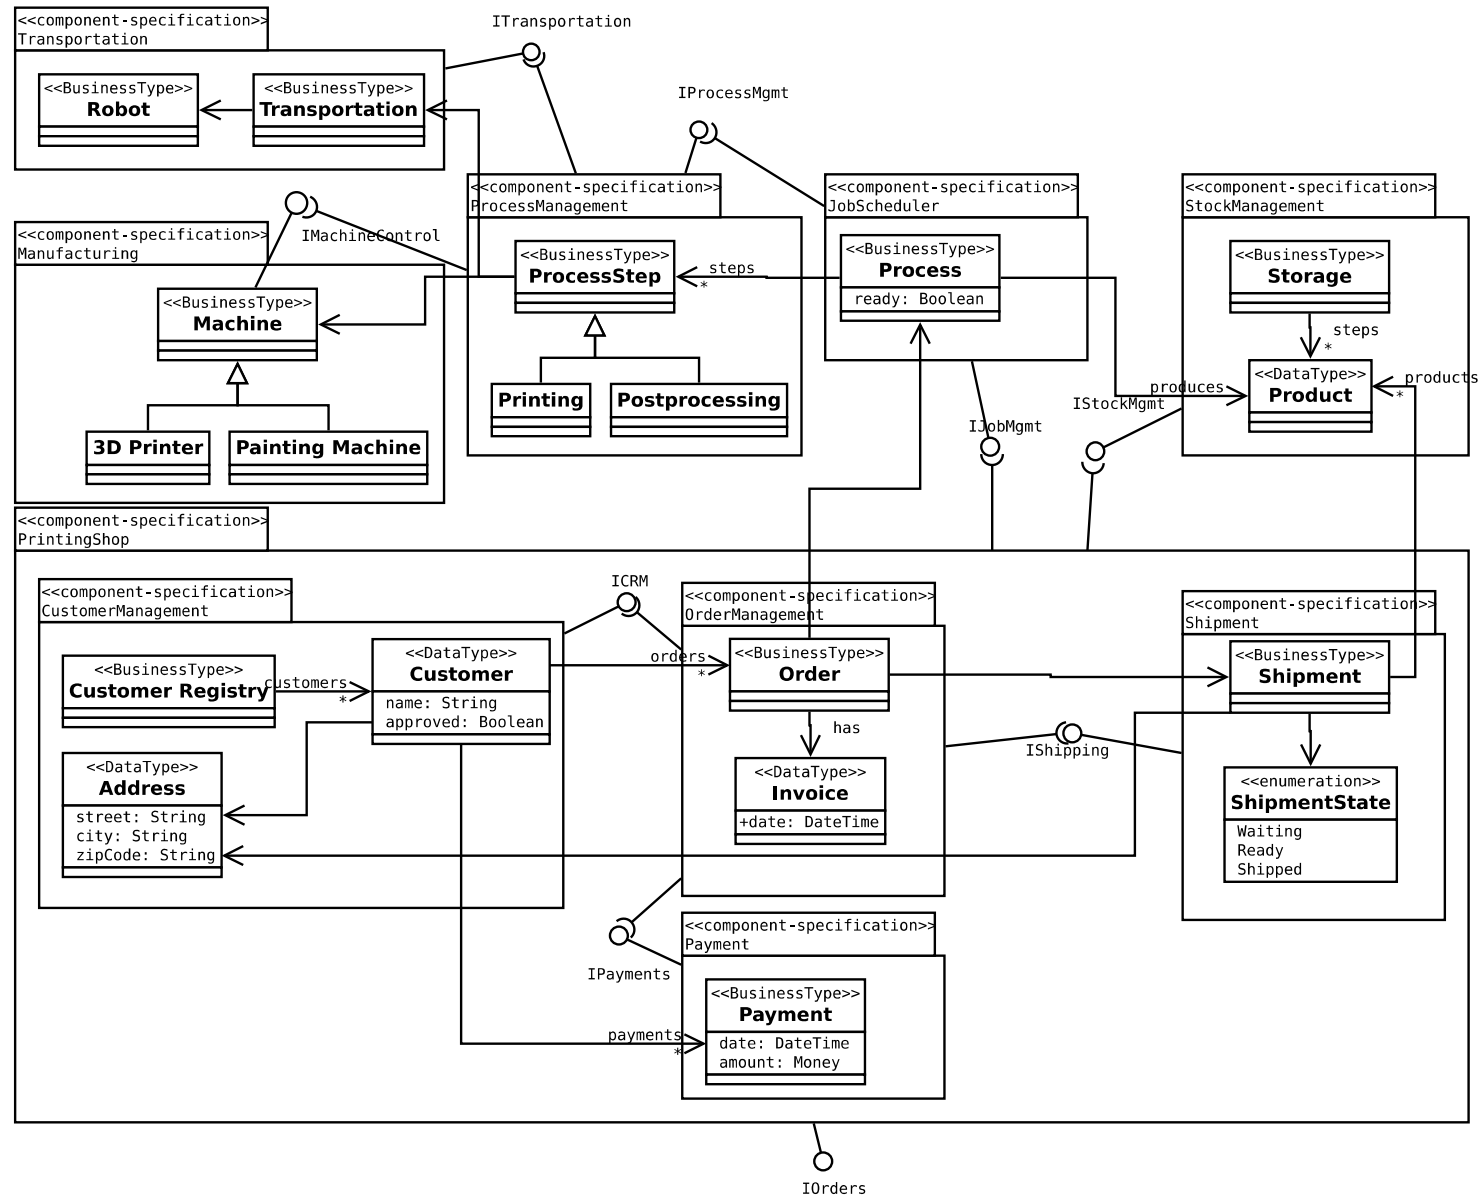 <<component-specification>>
Transportation
ITransportation
<<BusinessType>>
Robot
<<BusinessType>>
Transportation
IProcessMgmt
<<component-specification>>
ProcessManagement
<<component-specification>>
JobScheduler
<<component-specification>>
StockManagement
IMachineControl
<<component-specification>>
Manufacturing
<<BusinessType>>
ProcessStep
steps
*
<<BusinessType>>
Process
ready: Boolean
<<BusinessType>>
Storage
steps
*
<<BusinessType>>
Machine
<<DataType>>
Product
produces
products
*
Printing
Postprocessing
IStockMgmt
IJobMgmt
3D Printer
Painting Machine
<<component-specification>>
PrintingShop
<<component-specification>>
CustomerManagement
ICRM
<<component-specification>>
OrderManagement
<<component-specification>>
Shipment
<<BusinessType>>
Customer Registry
customers
*
<<DataType>>
Customer
name: String
approved: Boolean
orders
*
<<BusinessType>>
Order
<<BusinessType>>
Shipment
has
IShipping
<<DataType>>
Address
street: String
city: String
zipCode: String
<<DataType>>
Invoice
+date: DateTime
<<enumeration>>
ShipmentState
Waiting
Ready
Shipped
<<component-specification>>
Payment
IPayments
<<BusinessType>>
Payment
date: DateTime
amount: Money
payments
*
IOrders